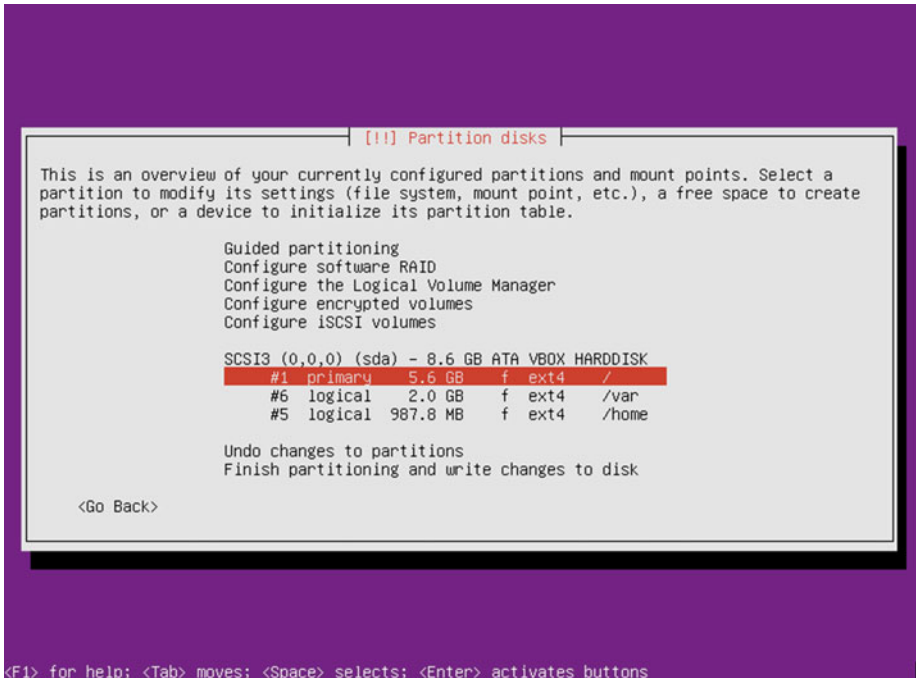 [!!] Partition disks
This is an overview of your currently configured partitions and mount points. Select a
partition to modify its settings (file system, mount point, etc.), a free space to create
partitions, or a device to initialize its partition table.
Guided partitioning
Configure software RAID
Configure the Logical Volume Manager
Configure encrypted volumes
Configure iSCSI volumes
SCSI3 (0,0,0) (sda) – 8.6 GB ATA VBOX HARDDISK
#1 primary 5.6 GB f ext4 /
#6 logical 2.0 GB f ext4 /var
#5 logical 987.8 MB f ext4 /home
Undo changes to partitions
Finish partitioning and write changes to disk
<Go Back>
<F1> for help; <Tab> moves; <Space> selects; <Enter> activates buttons